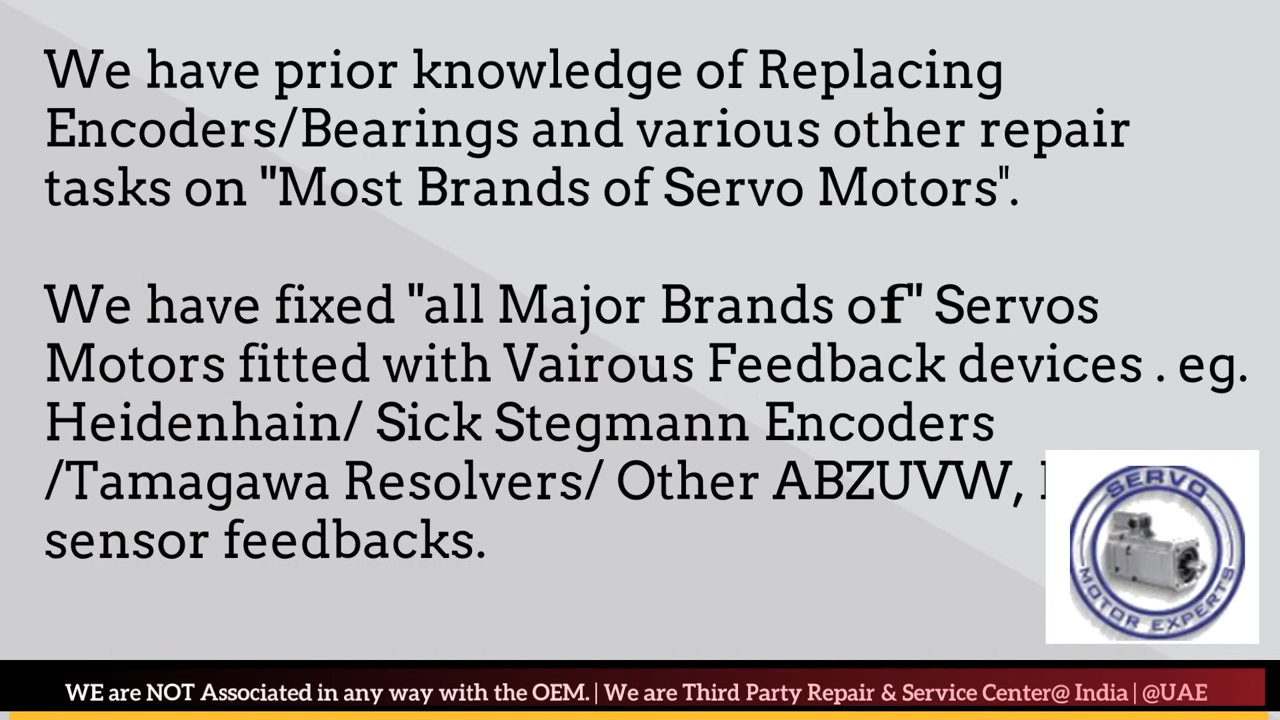 We have prior knowledge of Replacing
Encoders/Bearings and various other repair
tasks on "Most Brands of Servo Motors".
We have fixed "all Major Brands of" Servos
Motors fitted with Vairous Feedback devices . eg.
Heidenhain/ Sick Stegmann Encoders
/Tamagawa Resolvers/ Other ABZUVW,
sensor feedbacks.
SERVO
MOTOR EXPERTS
WE are NOT Associated in any way with the OEM. | We are Third Party Repair & Service Center@ India | @UAE